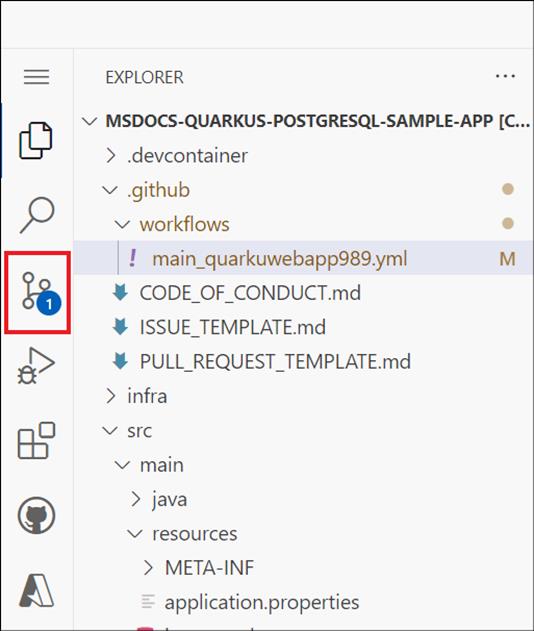 EXPLORER
MSDOCS-QUARKUS-POSTGRESQL-SAMPLE-APP [C...
.devcontainer
.github
workflows
! main_quarkuwebapp989.yml M
1
CODE_OF_CONDUCT.md
ISSUE_TEMPLATE.md
PULL_REQUEST_TEMPLATE.md
infra
src
main
java
resources
META-INF
application.properties